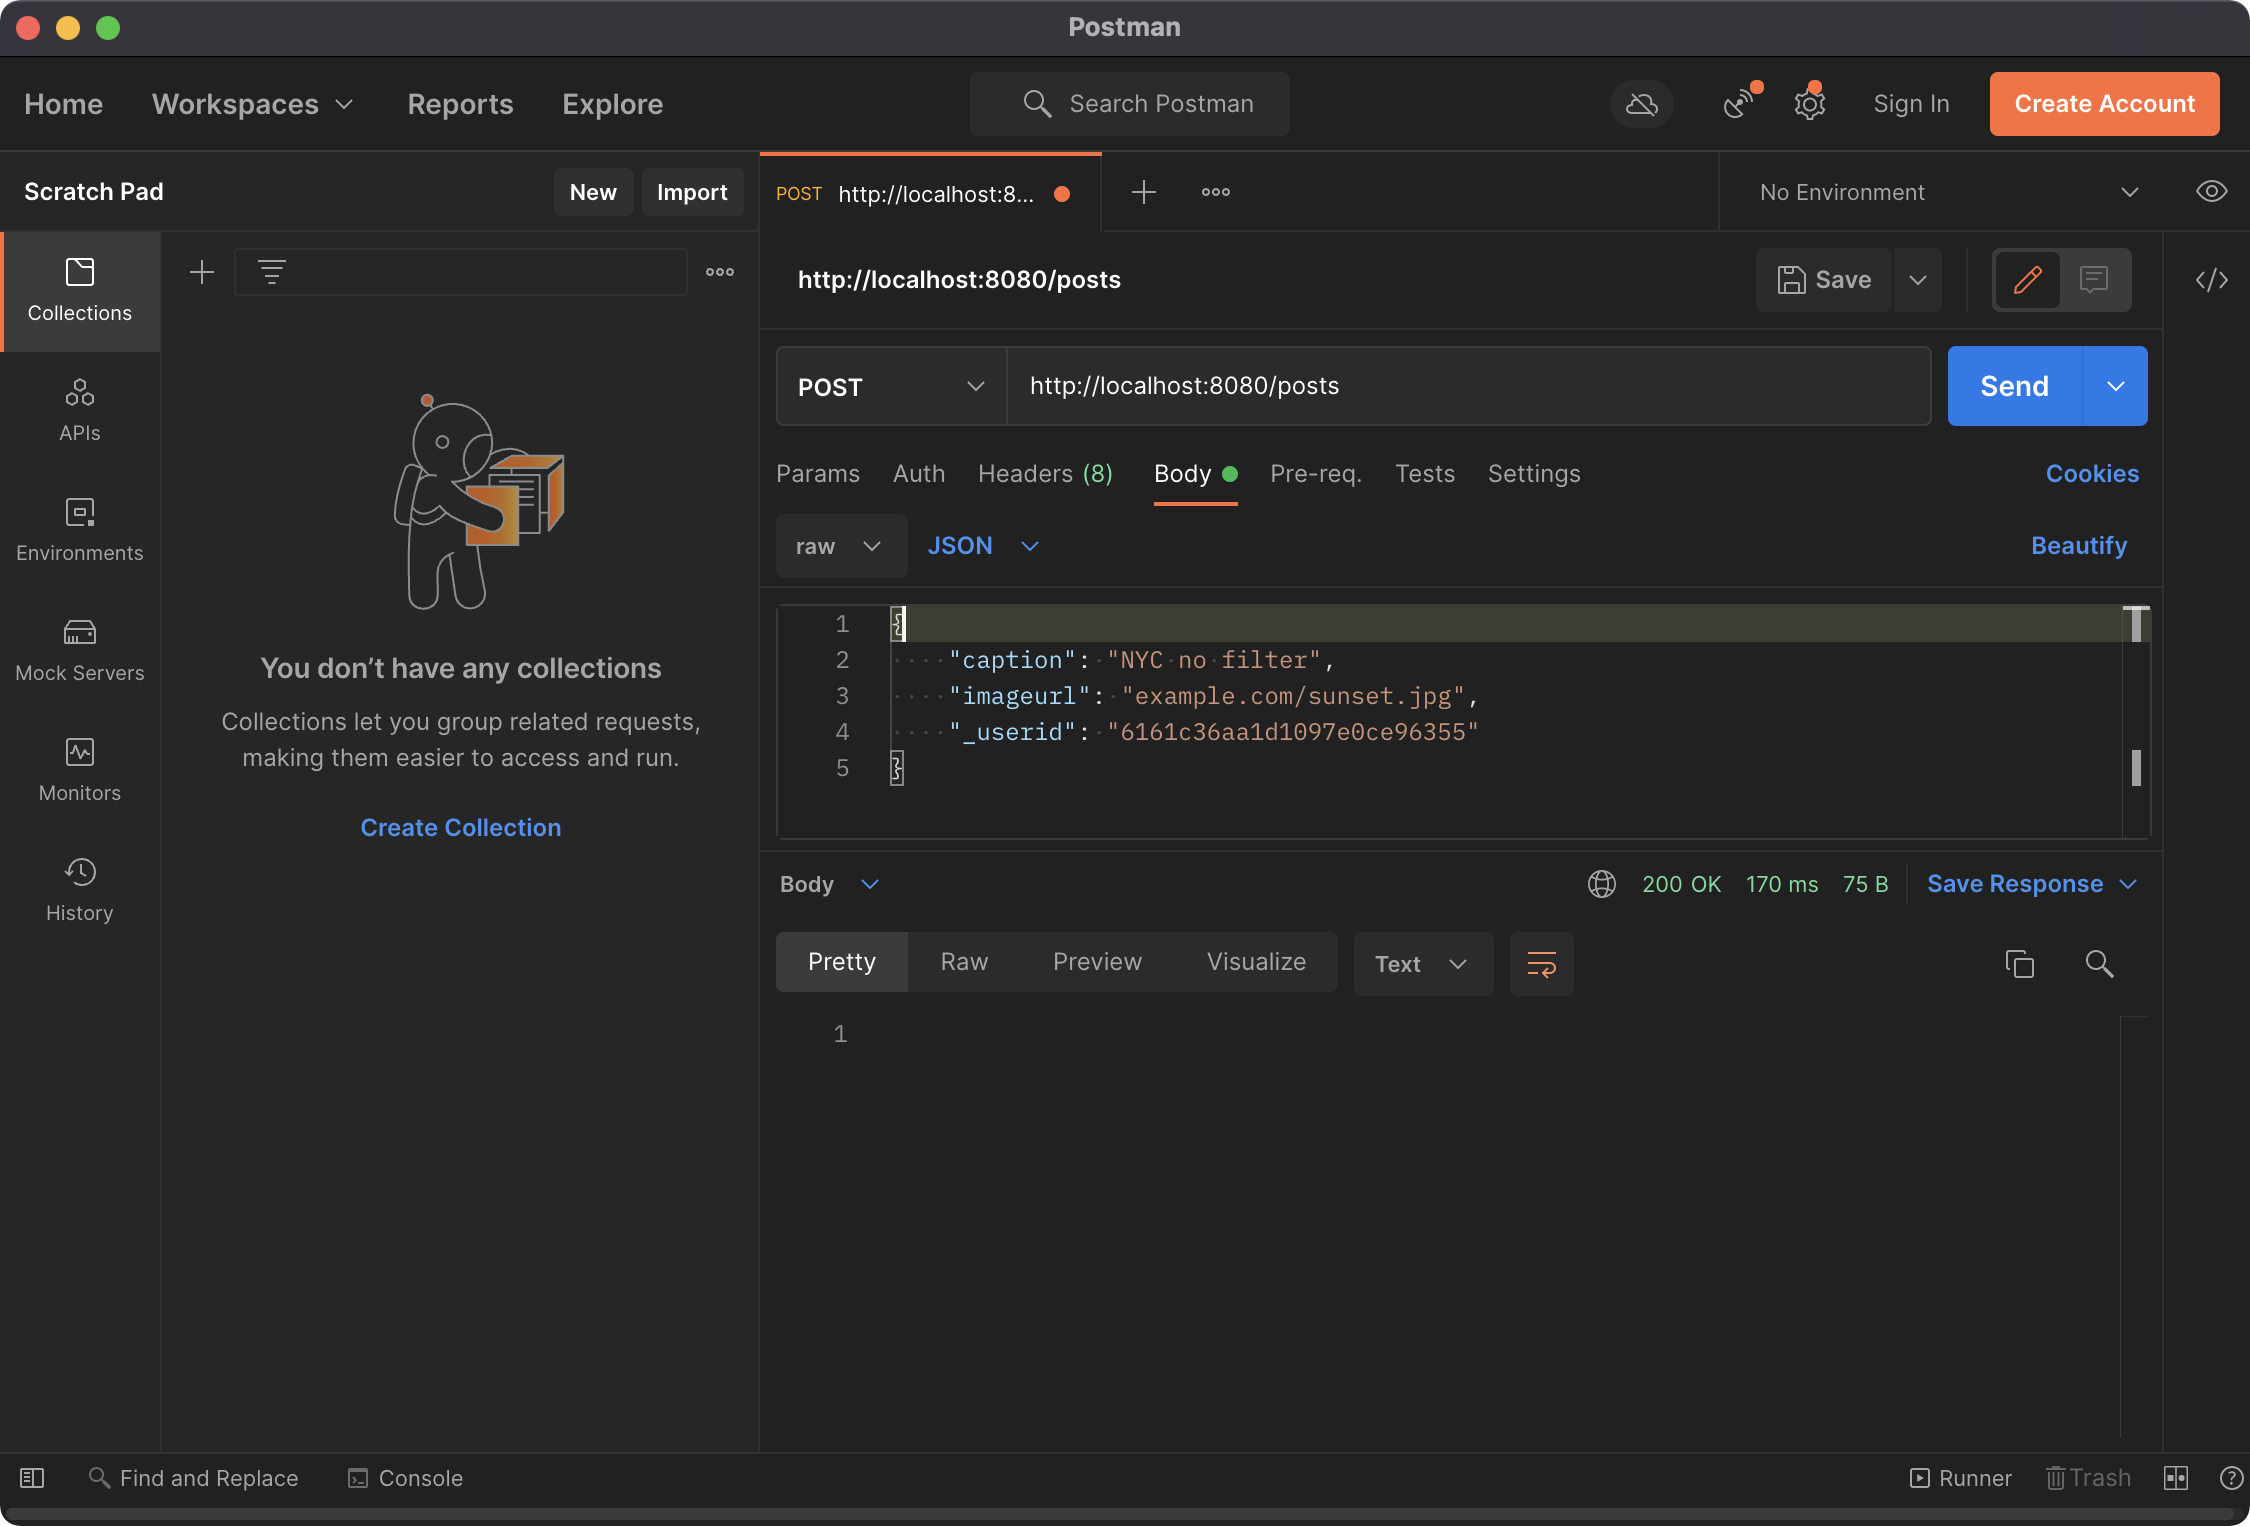 Postman
Home Workspaces Reports Explore Search Postman Sign In Create Account
Scratch Pad New Import POST http://localhost:8... No Environment
Collections
APIs
Environments
Mock Servers
Monitors
History
You don’t have any collections
Collections let you group related requests,
making them easier to access and run.
Create Collection
http://localhost:8080/posts Save
POST http://localhost:8080/posts Send
Params Auth Headers (8) Body Pre-req. Tests Settings Cookies
raw JSON Beautify
1 {
2 "caption": "NYC no filter",
3 "imageurl": "example.com/sunset.jpg",
4 "_userid": "6161c36aa1d1097e0ce96355"
5 }
Body 200 OK 170 ms 75 B Save Response
Pretty Raw Preview Visualize Text
1
Find and Replace Console Runner Trash